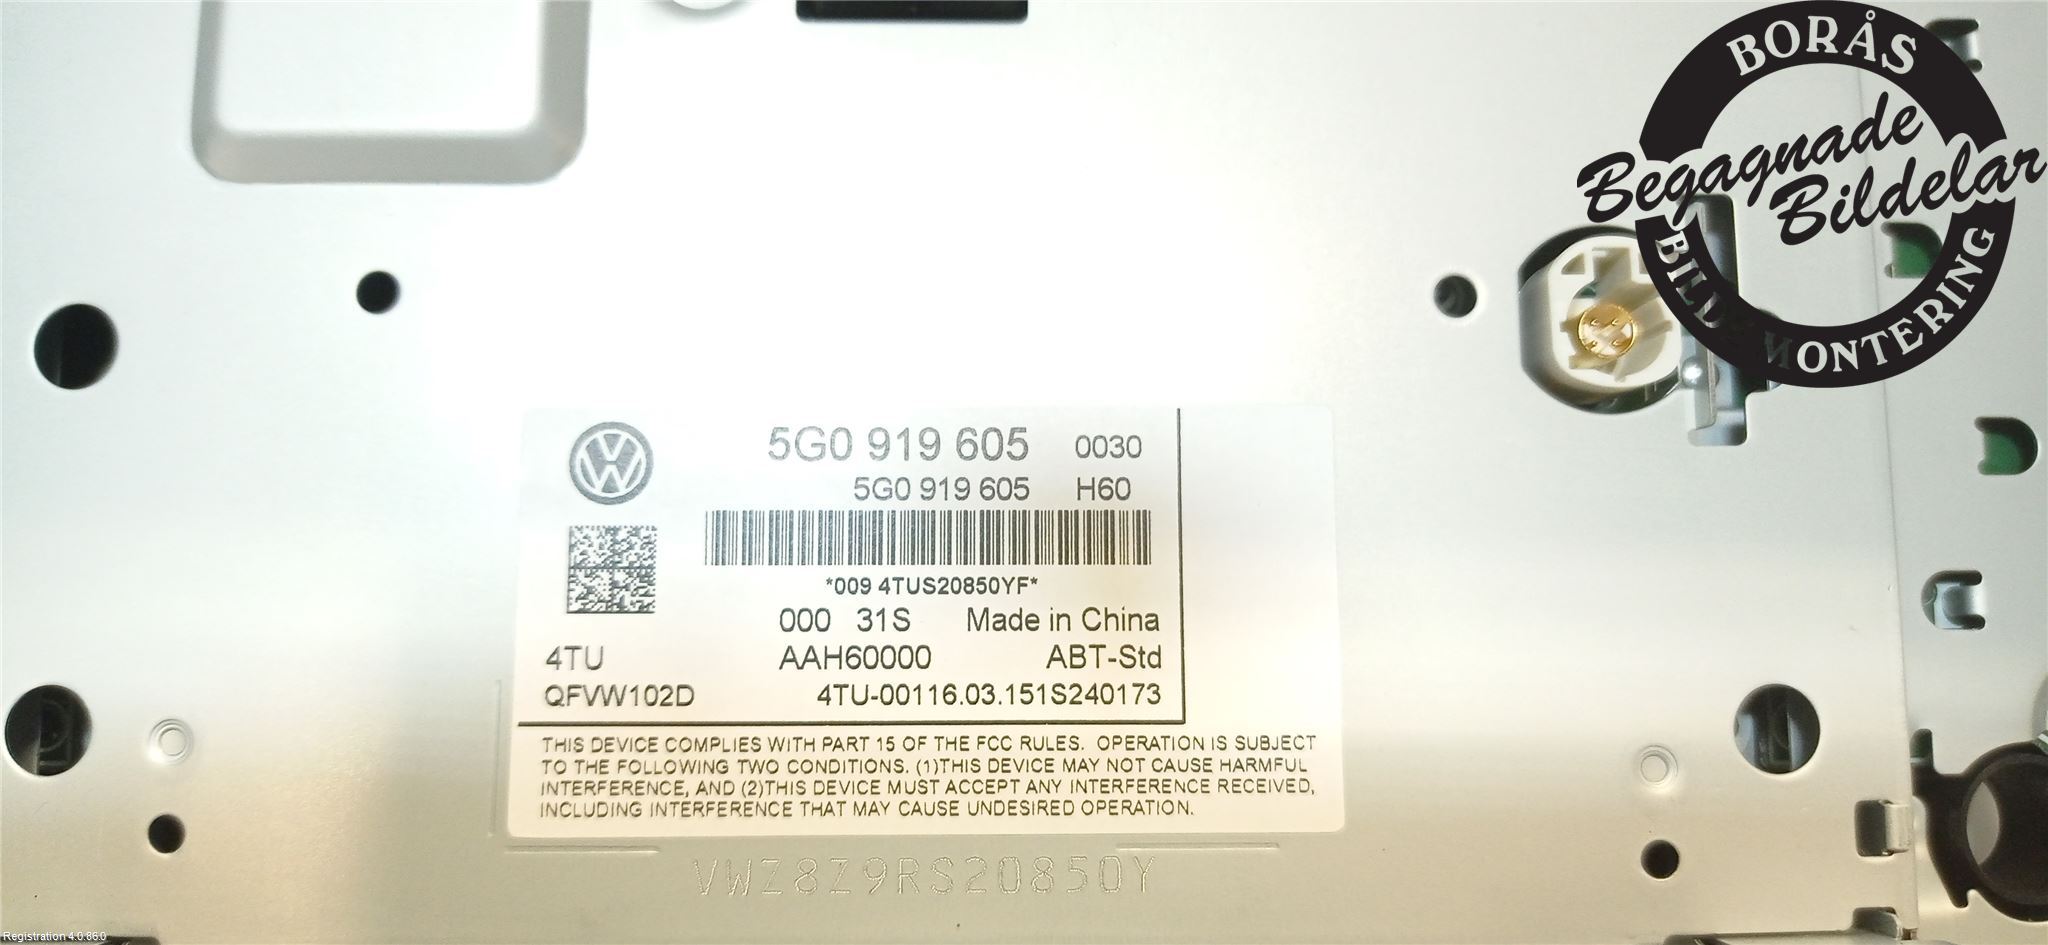 BORÅS
Begagnade
Bildelar
BILDEMONTERING
5G0 919 605 0030
5G0 919 605 H60
*009 4TUS20850YF*
000 31S Made in China
4TU AAH60000 ABT-Std
QFVW102D 4TU-00116.03.151S240173
THIS DEVICE COMPLIES WITH PART 15 OF THE FCC RULES. OPERATION IS SUBJECT
TO THE FOLLOWING TWO CONDITIONS. (1)THIS DEVICE MAY NOT CAUSE HARMFUL
INTERFERENCE, AND (2)THIS DEVICE MUST ACCEPT ANY INTERFERENCE RECEIVED,
INCLUDING INTERFERENCE THAT MAY CAUSE UNDESIRED OPERATION.
VWZ8Z9RS20850Y
Registration 4.0.86.0